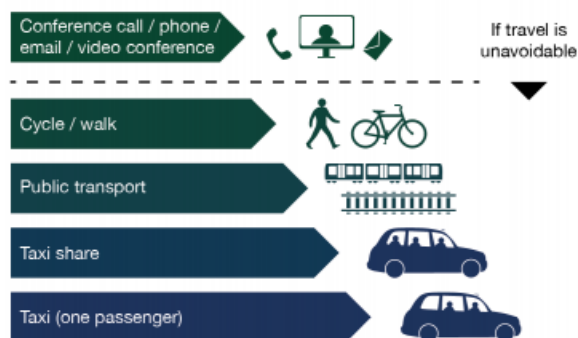 Conference call / phone /
email / video conference
If travel is
unavoidable
Cycle / walk
Public transport
Taxi share
Taxi (one passenger)